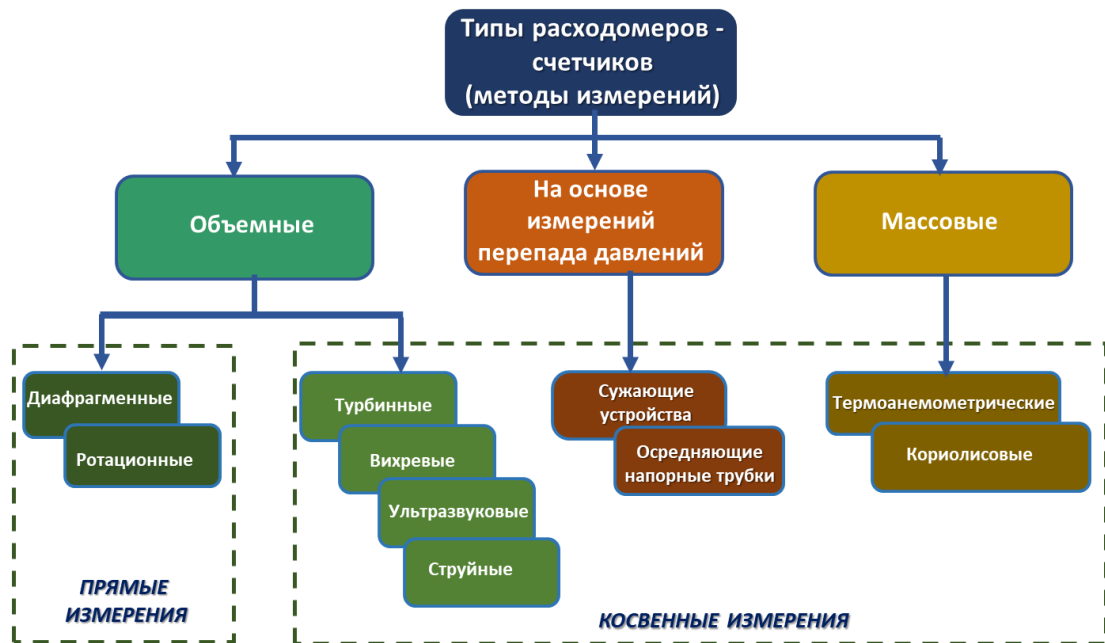 Типы расходомеров -
счетчиков
(методы измерений)
Объемные
На основе
измерений
перепада давлений
Массовые
Диафрагменные
Ротационные
ПРЯМЫЕ
ИЗМЕРЕНИЯ
Турбинные
Вихревые
Ультразвуковые
Струйные
Сужающие
устройства
Осредняющие
напорные трубки
Термоанемометрические
Кориолисовые
КОСВЕННЫЕ ИЗМЕРЕНИЯ